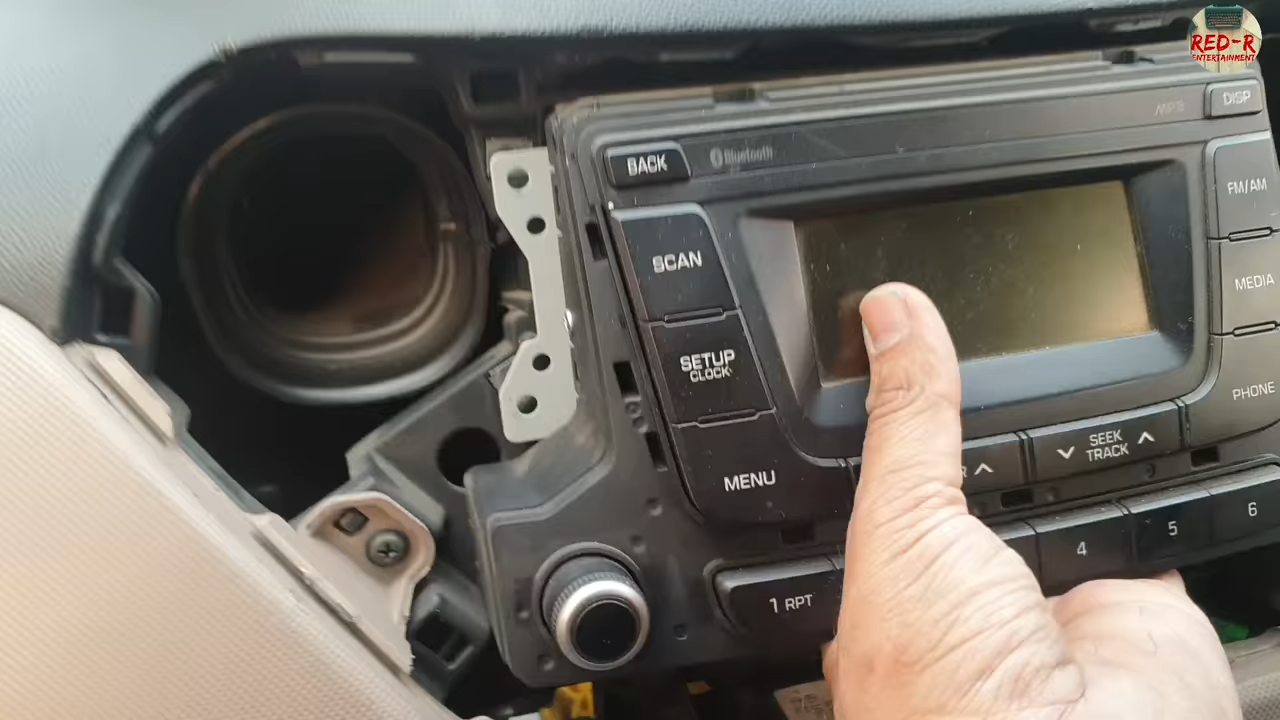 RED-R
ENTERTAINMENT
MP3
DISP
BACK
Bluetooth
FM/AM
SCAN
MEDIA
SETUP
CLOCK
PHONE
SEEK
TRACK
MENU
1 RPT
4
5
6